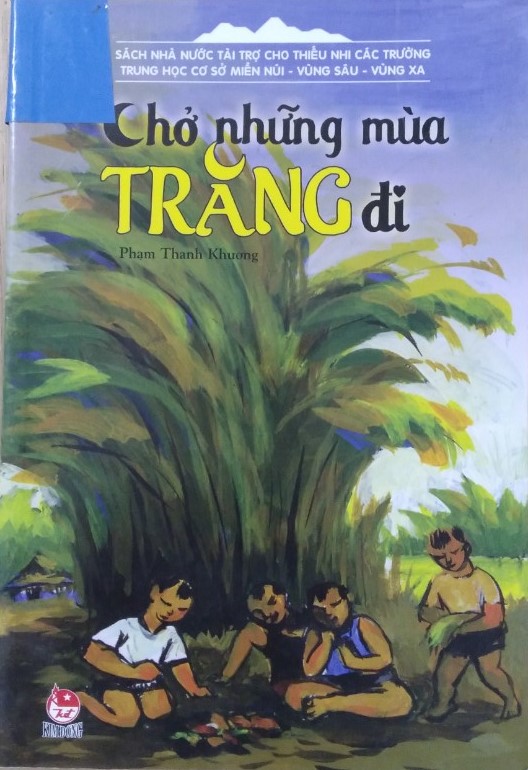 SÁCH NHÀ NƯỚC TÀI TRỢ CHO THIẾU NHI CÁC TRƯỜNG
TRUNG HỌC CƠ SỞ MIỀN NÚI - VÙNG SÂU - VÙNG XA
Chở những mùa
TRĂNG đi
Phạm Thanh Khương
KIM ĐỒNG